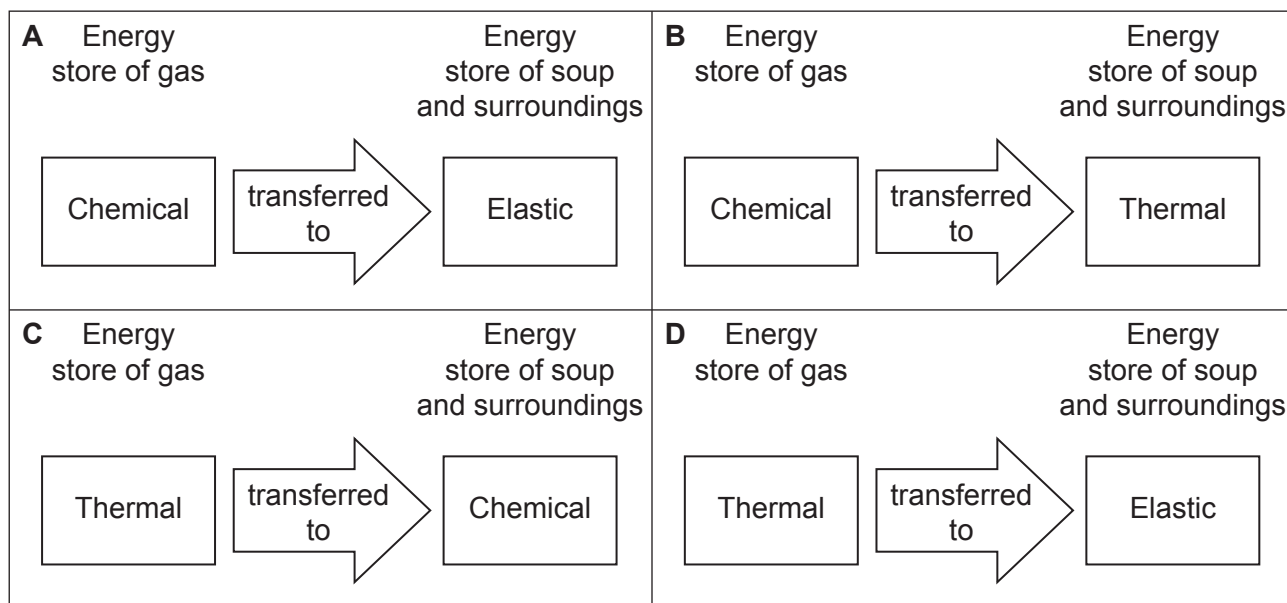 A
Energy
store of gas
Energy
store of soup
and surroundings
Chemical
transferred
to
Elastic
B
Energy
store of gas
Energy
store of soup
and surroundings
Chemical
transferred
to
Thermal
C
Energy
store of gas
Energy
store of soup
and surroundings
Thermal
transferred
to
Chemical
D
Energy
store of gas
Energy
store of soup
and surroundings
Thermal
transferred
to
Elastic